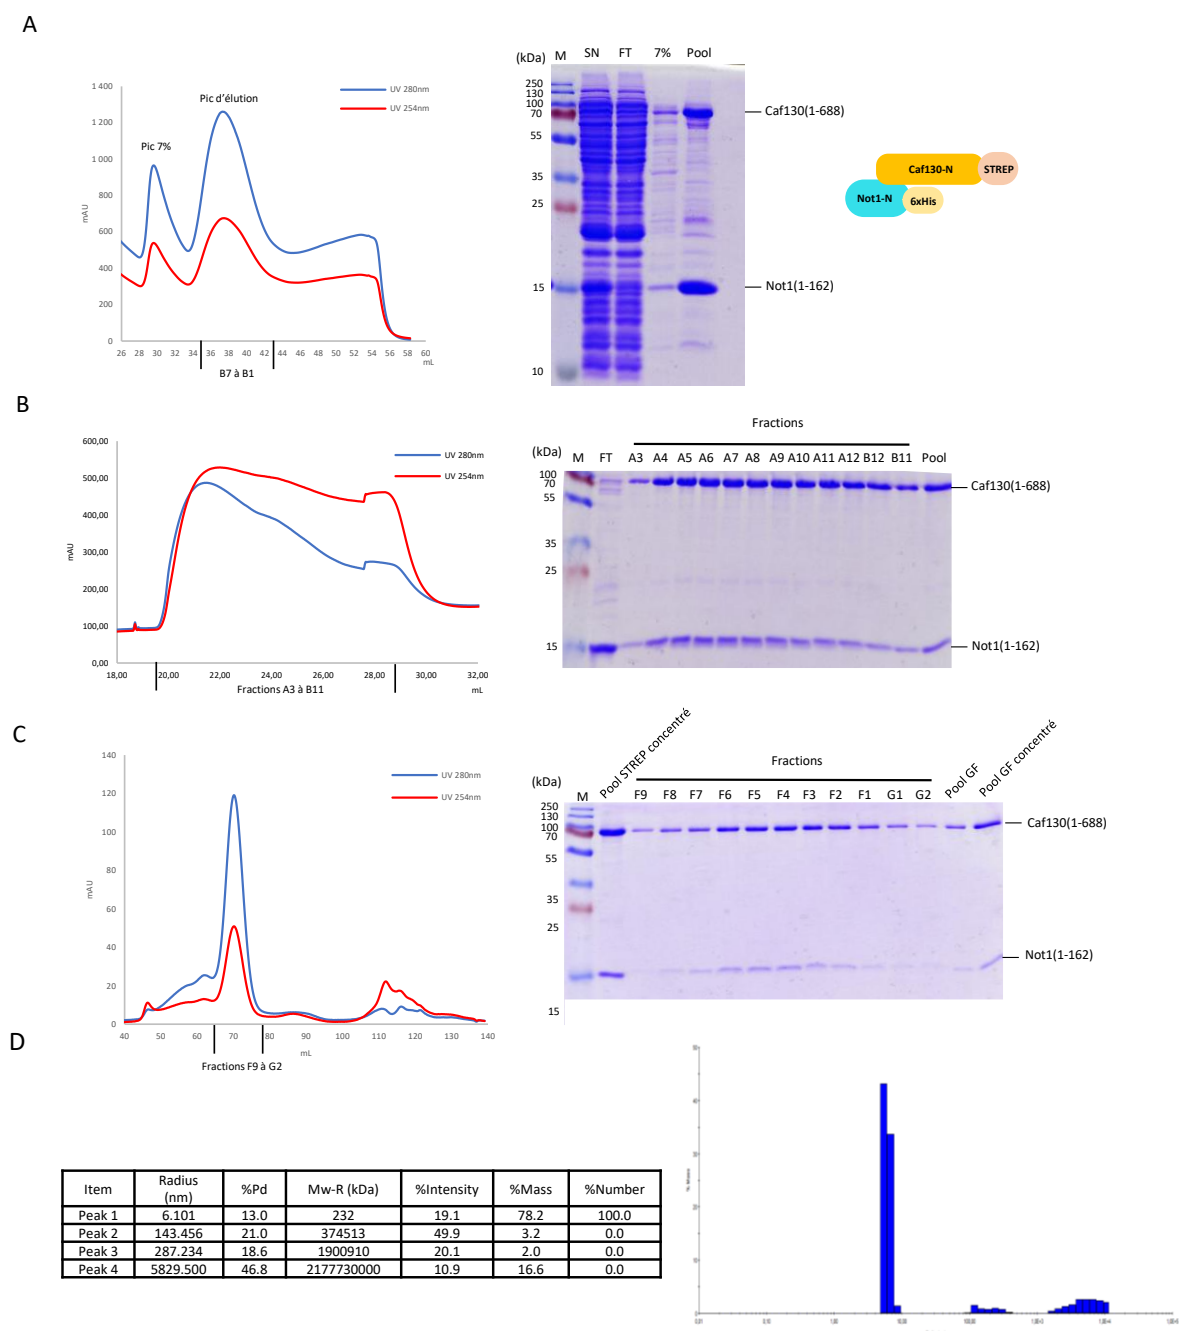 A
UV 280nm
UV 254nm
Pic d'élution
Pic 7%
1 400
1 200
1 000
800
600
400
200
0
mAU
26 28 30 32 34 36 38 40 42 44 46 48 50 52 54 56 58 60
mL
B7 à B1
(kDa) M SN FT 7% Pool
250
130
100
70
55
35
25
15
10
Caf130(1-688)
Not1(1-162)
Caf130-N STREP
Not1-N 6xHis
B
600,00
500,00
400,00
300,00
200,00
100,00
0,00
mAU
UV 280nm
UV 254nm
18,00 20,00 22,00 24,00 26,00 28,00 30,00 32,00
Fractions A3 à B11
mL
Fractions
(kDa) M FT A3 A4 A5 A6 A7 A8 A9 A10 A11 A12 B12 B11 Pool
100
70
55
35
25
15
Caf130(1-688)
Not1(1-162)
C
140
120
100
80
60
40
20
0
mAU
UV 280nm
UV 254nm
40 50 60 70 80 90 100 110 120 130 140
mL
Fractions F9 à G2
Fractions
(kDa) M Pool STREP concentré F9 F8 F7 F6 F5 F4 F3 F2 F1 G1 G2 Pool GF Pool GF concentré
250
130
100
70
55
35
25
15
Caf130(1-688)
Not1(1-162)
D
Item Radius (nm) %Pd Mw-R (kDa) %Intensity %Mass %Number
Peak 1 6.101 13.0 232 19.1 78.2 100.0
Peak 2 143.456 21.0 374513 49.9 3.2 0.0
Peak 3 287.234 18.6 1900910 20.1 2.0 0.0
Peak 4 5829.500 46.8 2177730000 10.9 16.6 0.0